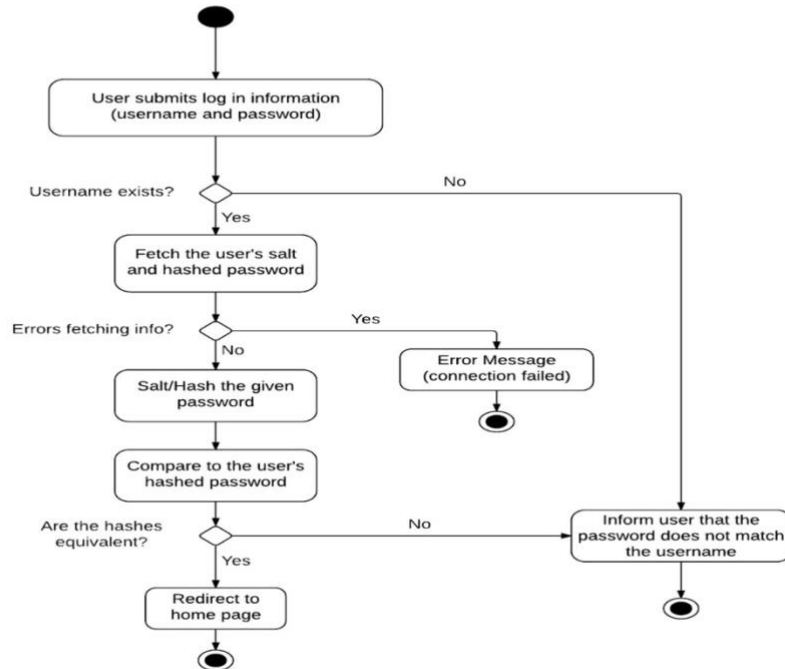 User submits log in information
(username and password)
Username exists?
No
Yes
Fetch the user's salt
and hashed password
Errors fetching info?
Yes
No
Error Message
(connection failed)
Salt/Hash the given
password
Compare to the user's
hashed password
Are the hashes
equivalent?
No
Yes
Inform user that the
password does not match
the username
Redirect to
home page